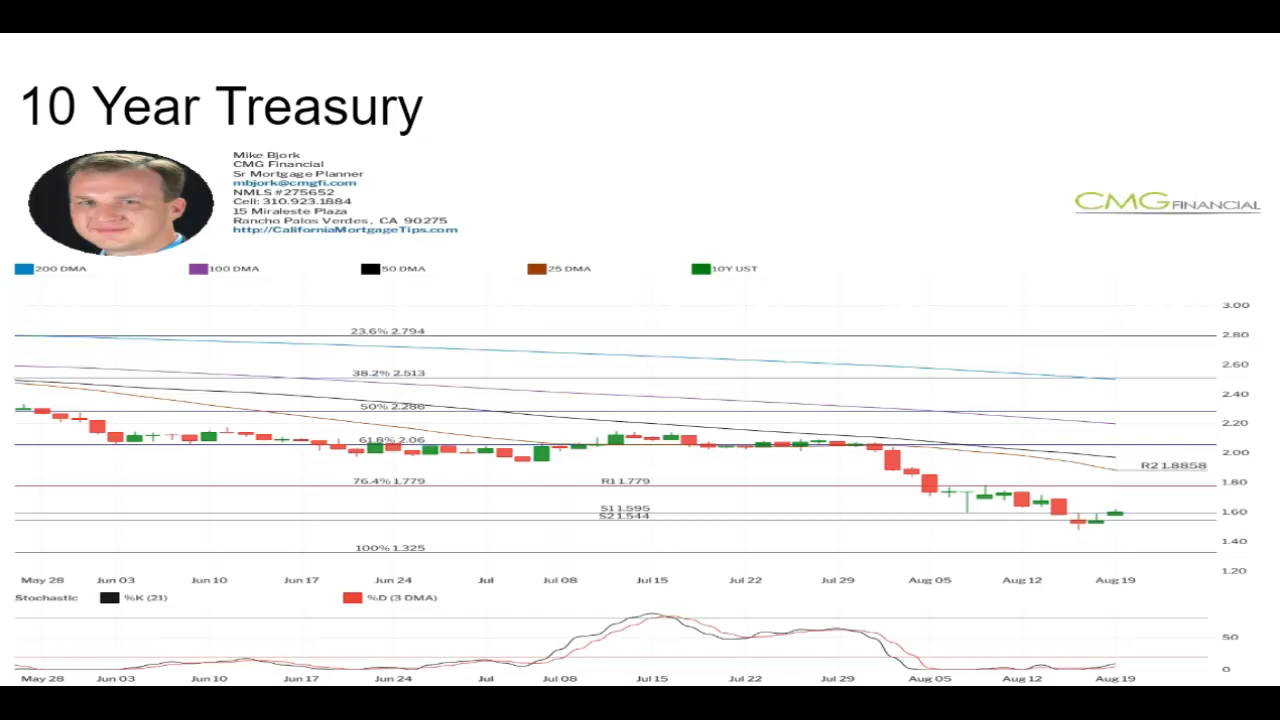 10 Year Treasury
Mike Bjork
CMG Financial
Sr Mortgage Planner
mbjork@cmgfi.com
NMLS #275652
Cell: 310.923.1884
15 Miraleste Plaza
Rancho Palos Verdes, CA 90275
http://CaliforniaMortgageTips.com
CMG FINANCIAL
200 DMA 100 DMA 50 DMA 25 DMA 10Y UST
3.00
23.6% 2.794
2.80
2.60
38.2% 2.513
2.40
50% 2.286
2.20
61.8% 2.06
2.00
R2 1.8858
76.4% 1.779 R1 1.779
1.80
S1 1.595
1.60
S2 1.544
1.40
100% 1.325
1.20
May 28 Jun 03 Jun 10 Jun 17 Jun 24 Jul Jul 08 Jul 15 Jul 22 Jul 29 Aug 05 Aug 12 Aug 19
Stochastic %K (21) %D (3 DMA)
50
0
May 28 Jun 03 Jun 10 Jun 17 Jun 24 Jul Jul 08 Jul 15 Jul 22 Jul 29 Aug 05 Aug 12 Aug 19